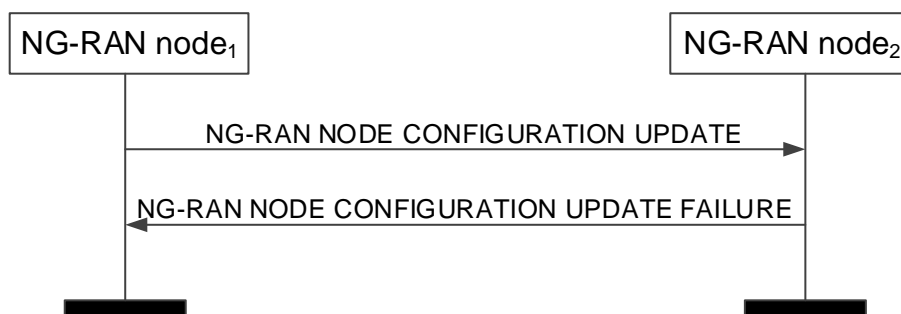 NG-RAN node₁
NG-RAN node₂
NG-RAN NODE CONFIGURATION UPDATE
NG-RAN NODE CONFIGURATION UPDATE FAILURE